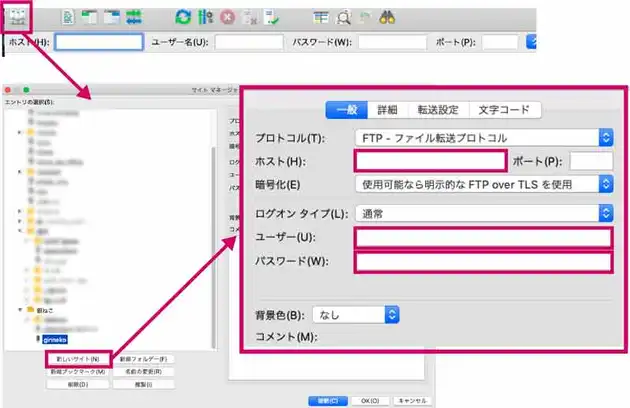 ホスト(H): ユーザー名(U): パスワード(W): ポート(P):
サイト マネージャー
エントリの選択(S):
一般 詳細 転送設定 文字コード
プロトコル(T): FTP - ファイル転送プロトコル
ホスト(H): ポート(P):
暗号化(E) 使用可能なら明示的な FTP over TLS を使用
ログオン タイプ(L): 通常
ユーザー(U):
パスワード(W):
背景色(B): なし
コメント(M):
銀ねこ
ginneko
新しいサイト(N) 新規フォルダー(F)
新規ブックマーク(M) 名前の変更(R)
削除(D) 複製(I)
接続(C) OK(O) キャンセル